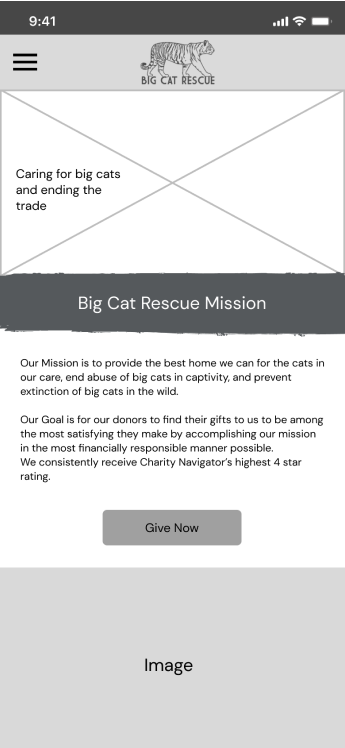 9:41
BIG CAT RESCUE
Caring for big cats
and ending the
trade
Big Cat Rescue Mission
Our Mission is to provide the best home we can for the cats in
our care, end abuse of big cats in captivity, and prevent
extinction of big cats in the wild.
Our Goal is for our donors to find their gifts to us to be among
the most satisfying they make by accomplishing our mission
in the most financially responsible manner possible.
We consistently receive Charity Navigator's highest 4 star
rating.
Give Now
Image